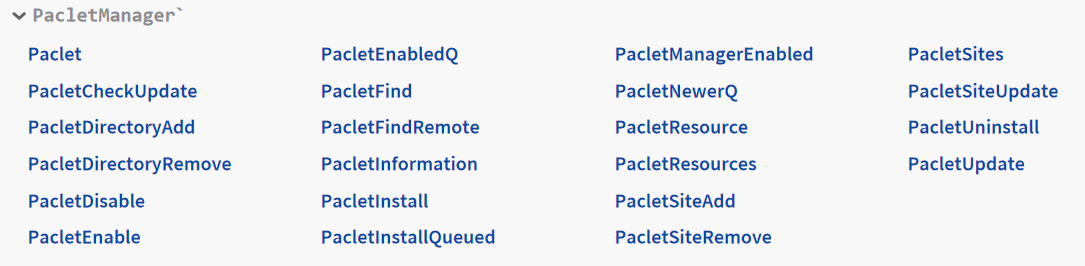 PacletManager`
Paclet PacletEnabledQ PacletManagerEnabled PacletSites
PacletCheckUpdate PacletFind PacletNewerQ PacletSiteUpdate
PacletDirectoryAdd PacletFindRemote PacletResource PacletUninstall
PacletDirectoryRemove PacletInformation PacletResources PacletUpdate
PacletDisable PacletInstall PacletSiteAdd
PacletEnable PacletInstallQueued PacletSiteRemove